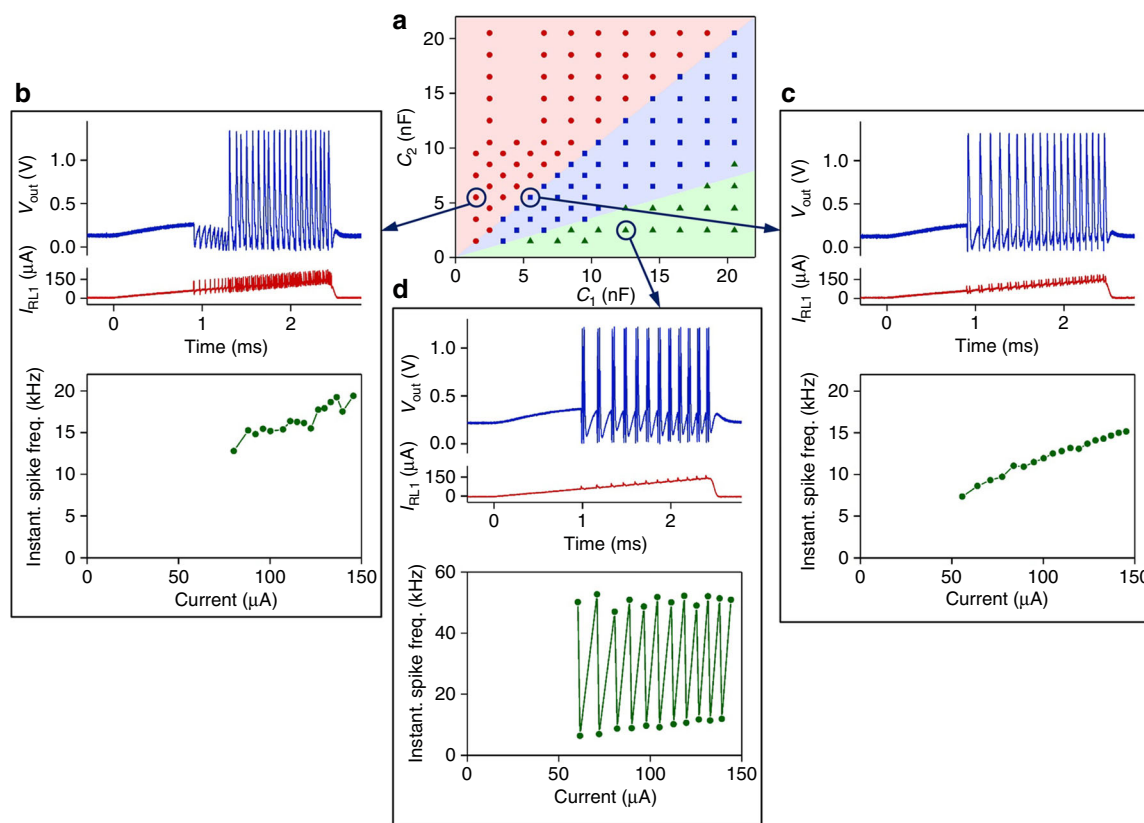 a
20
15
10
5
0
C2 (nF)
0 5 10 15 20
C1 (nF)
b
1.0
0.5
0.0
Vout (V)
150
0
IRL1 (μA)
0 1 2
Time (ms)
20
15
10
5
0
Instant. spike freq. (kHz)
0 50 100 150
Current (μA)
c
1.0
0.5
0.0
Vout (V)
150
0
IRL1 (μA)
0 1 2
Time (ms)
20
15
10
5
0
Instant. spike freq. (kHz)
0 50 100 150
Current (μA)
d
1.0
0.5
0.0
Vout (V)
150
0
IRL1 (μA)
0 1 2
Time (ms)
60
40
20
0
Instant. spike freq. (kHz)
0 50 100 150
Current (μA)